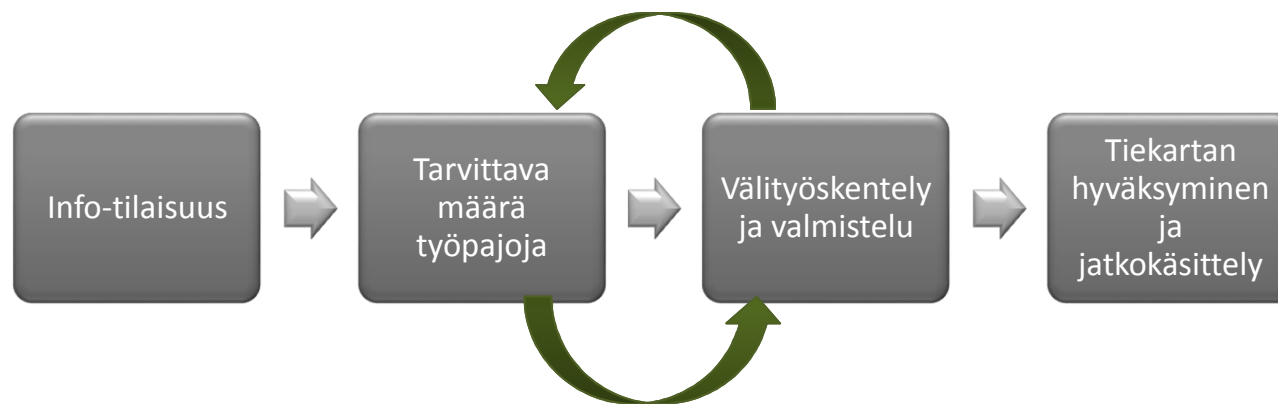 Info-tilaisuus
Tarvittava
määrä
työpajoja
Välityöskentely
ja valmistelu
Tiekartan
hyväksyminen
ja
jatkokäsittely